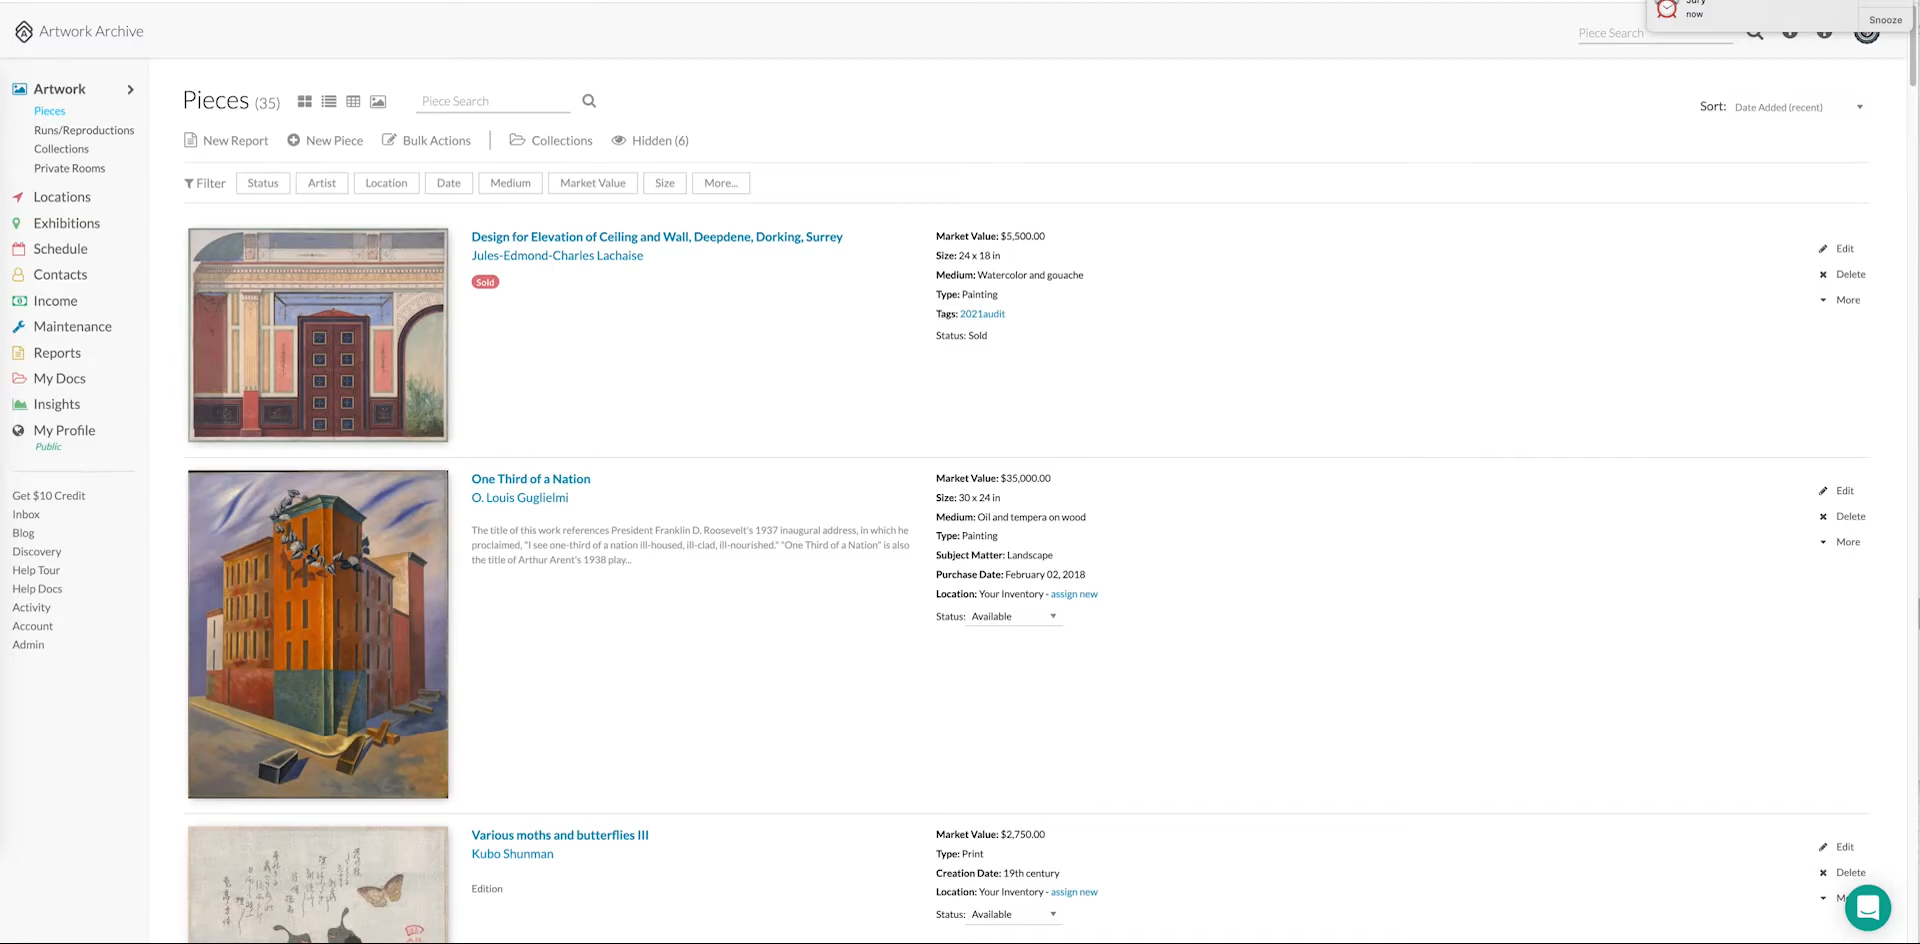 Artwork Archive
now
Snooze
Piece Search
Artwork
Pieces
Runs/Reproductions
Collections
Private Rooms
Locations
Exhibitions
Schedule
Contacts
Income
Maintenance
Reports
My Docs
Insights
My Profile
Public
Get $10 Credit
Inbox
Blog
Discovery
Help Tour
Help Docs
Activity
Account
Admin
Pieces (35)
Piece Search
Sort: Date Added (recent)
New Report
New Piece
Bulk Actions
Collections
Hidden (6)
Filter
Status
Artist
Location
Date
Medium
Market Value
Size
More...
Design for Elevation of Ceiling and Wall, Deepdene, Dorking, Surrey
Jules-Edmond-Charles Lachaise
Sold
Market Value: $5,500.00
Size: 24 x 18 in
Medium: Watercolor and gouache
Type: Painting
Tags: 2021audit
Status: Sold
Edit
Delete
More
One Third of a Nation
O. Louis Guglielmi
The title of this work references President Franklin D. Roosevelt's 1937 inaugural address, in which he
proclaimed, "I see one-third of a nation ill-housed, ill-clad, ill-nourished." "One Third of a Nation" is also
the title of Arthur Arent's 1938 play...
Market Value: $35,000.00
Size: 30 x 24 in
Medium: Oil and tempera on wood
Type: Painting
Subject Matter: Landscape
Purchase Date: February 02, 2018
Location: Your Inventory - assign new
Status: Available
Edit
Delete
More
Various moths and butterflies III
Kubo Shunman
Edition
Market Value: $2,750.00
Type: Print
Creation Date: 19th century
Location: Your Inventory - assign new
Status: Available
Edit
Delete